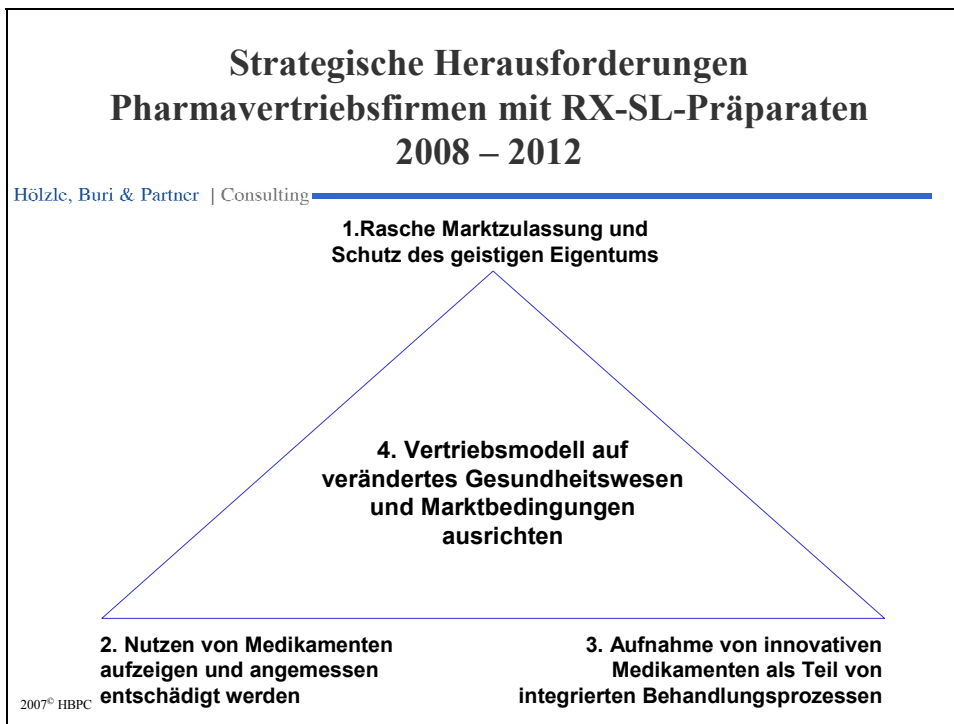 Strategische Herausforderungen
Pharmavertriebsfirmen mit RX-SL-Präparaten
2008 – 2012
Hölzle, Buri & Partner | Consulting
1.Rasche Marktzulassung und
Schutz des geistigen Eigentums
4. Vertriebsmodell auf
verändertes Gesundheitswesen
und Marktbedingungen
ausrichten
2. Nutzen von Medikamenten
aufzeigen und angemessen
entschädigt werden
3. Aufnahme von innovativen
Medikamenten als Teil von
integrierten Behandlungsprozessen
2007© HBPC